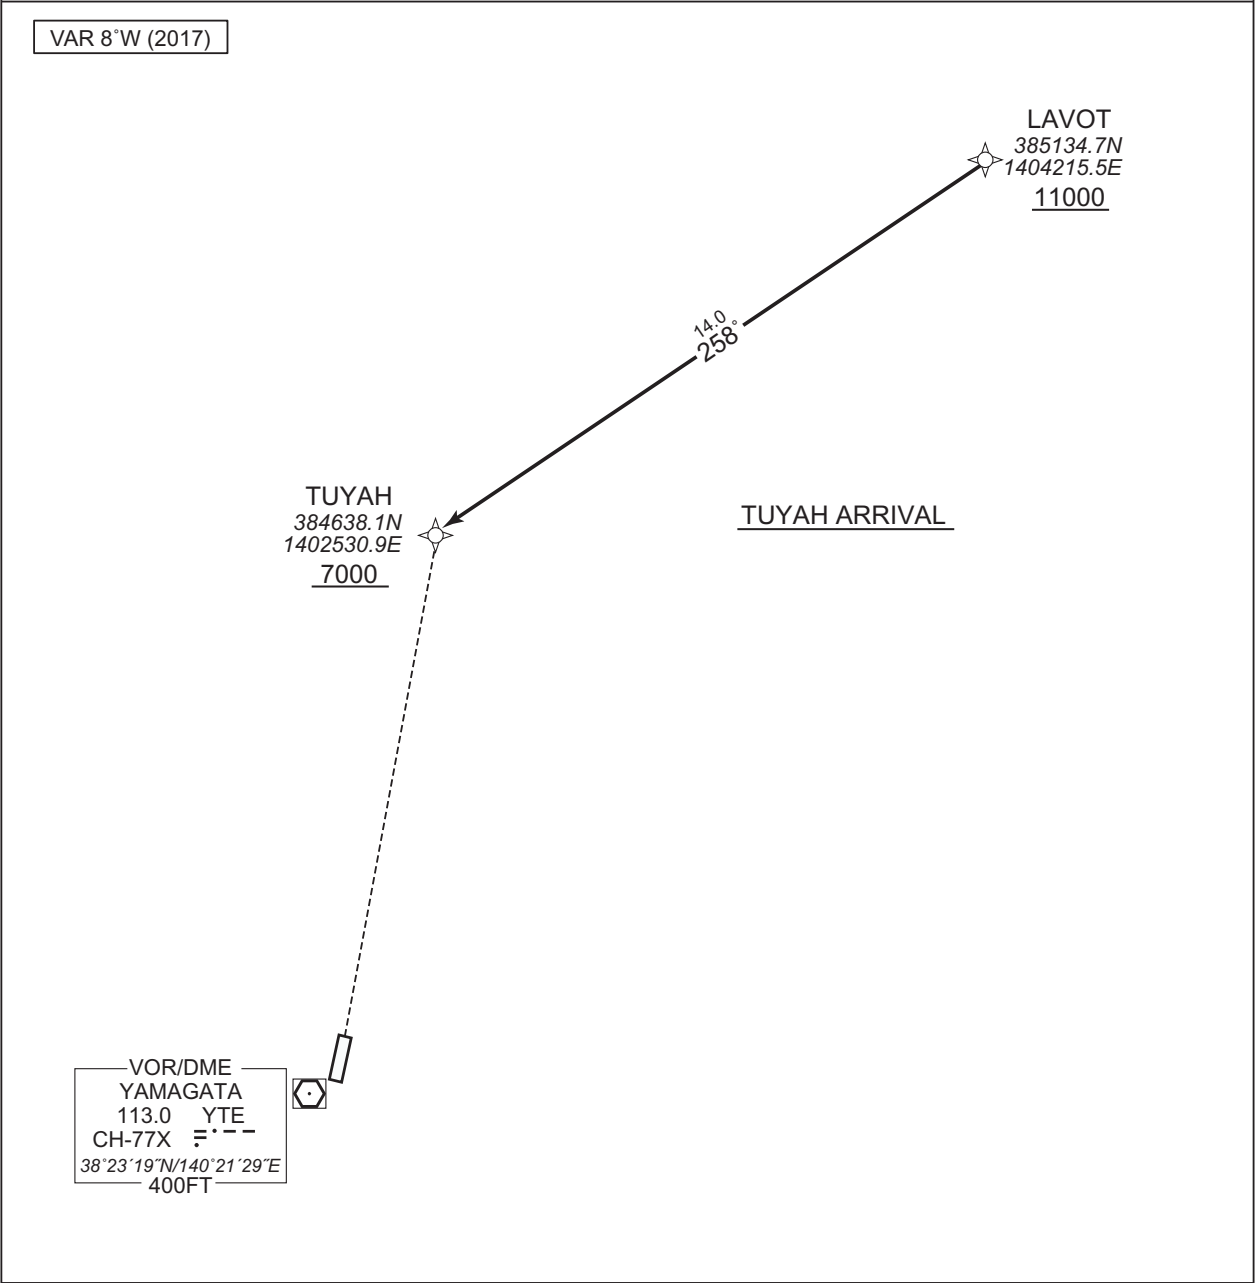 VAR 8°W (2017)
LAVOT
385134.7N
1404215.5E
11000
14.0
258°
TUYAH
384638.1N
1402530.9E
7000
TUYAH ARRIVAL
VOR/DME
YAMAGATA
113.0 YTE
CH-77X
38°23´19˝N/140°21´29˝E
400FT